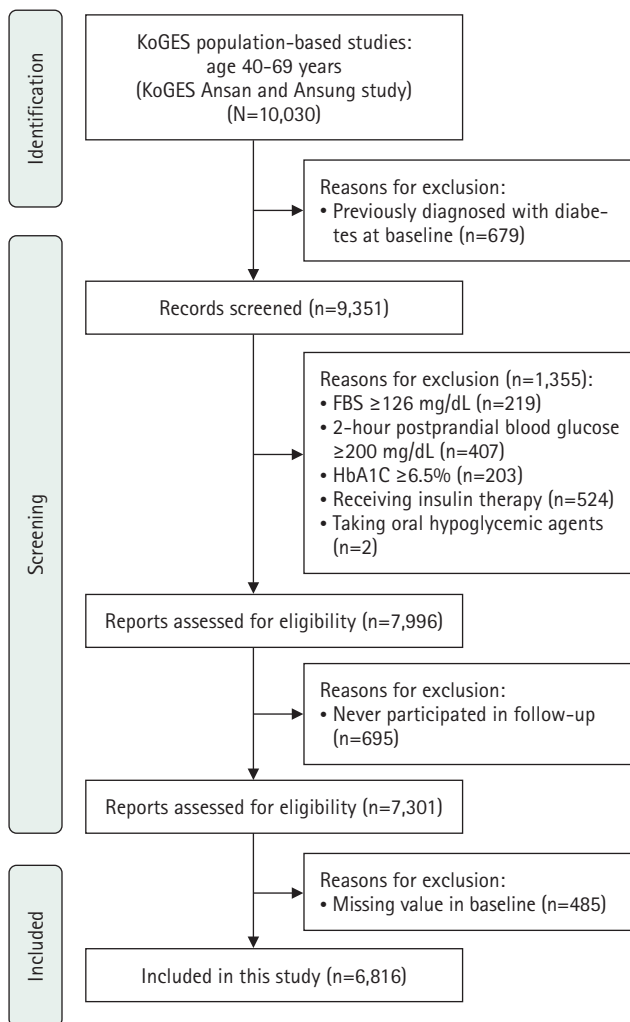 Identification
KoGES population-based studies:
age 40-69 years
(KoGES Ansan and Ansung study)
(N=10,030)
Reasons for exclusion:
• Previously diagnosed with diabe-
tes at baseline (n=679)
Screening
Records screened (n=9,351)
Reasons for exclusion (n=1,355):
• FBS ≥126 mg/dL (n=219)
• 2-hour postprandial blood glucose
≥200 mg/dL (n=407)
• HbA1C ≥6.5% (n=203)
• Receiving insulin therapy (n=524)
• Taking oral hypoglycemic agents
(n=2)
Reports assessed for eligibility (n=7,996)
Reasons for exclusion:
• Never participated in follow-up
(n=695)
Reports assessed for eligibility (n=7,301)
Included
Reasons for exclusion:
• Missing value in baseline (n=485)
Included in this study (n=6,816)